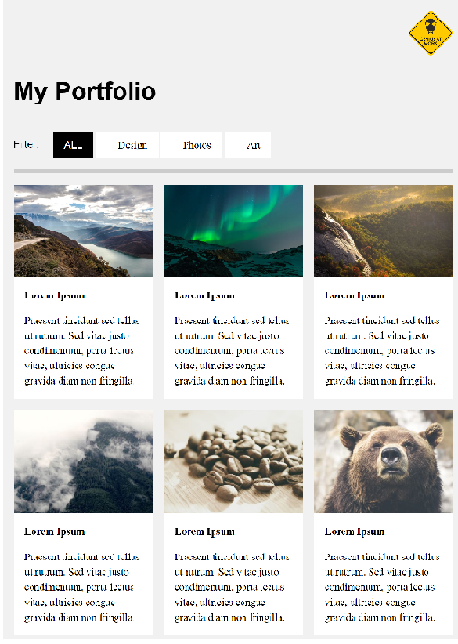 My Portfolio
Filter: ALL Design Photos Art
Lorem Ipsum Lorem Ipsum Lorem Ipsum
Praesent tincidunt sed tellus Praesent tincidunt sed tellus Praesent tincidunt sed tellus
ut rutrum. Sed vitae justo ut rutrum. Sed vitae justo ut rutrum. Sed vitae justo
condimentum, porta lectus condimentum, porta lectus condimentum, porta lectus
vitae, ultricies congue vitae, ultricies congue vitae, ultricies congue
gravida diam non fringilla. gravida diam non fringilla. gravida diam non fringilla.
Lorem Ipsum Lorem Ipsum Lorem Ipsum
Praesent tincidunt sed tellus Praesent tincidunt sed tellus Praesent tincidunt sed tellus
ut rutrum. Sed vitae justo ut rutrum. Sed vitae justo ut rutrum. Sed vitae justo
condimentum, porta lectus condimentum, porta lectus condimentum, porta lectus
vitae, ultricies congue vitae, ultricies congue vitae, ultricies congue
gravida diam non fringilla. gravida diam non fringilla. gravida diam non fringilla.